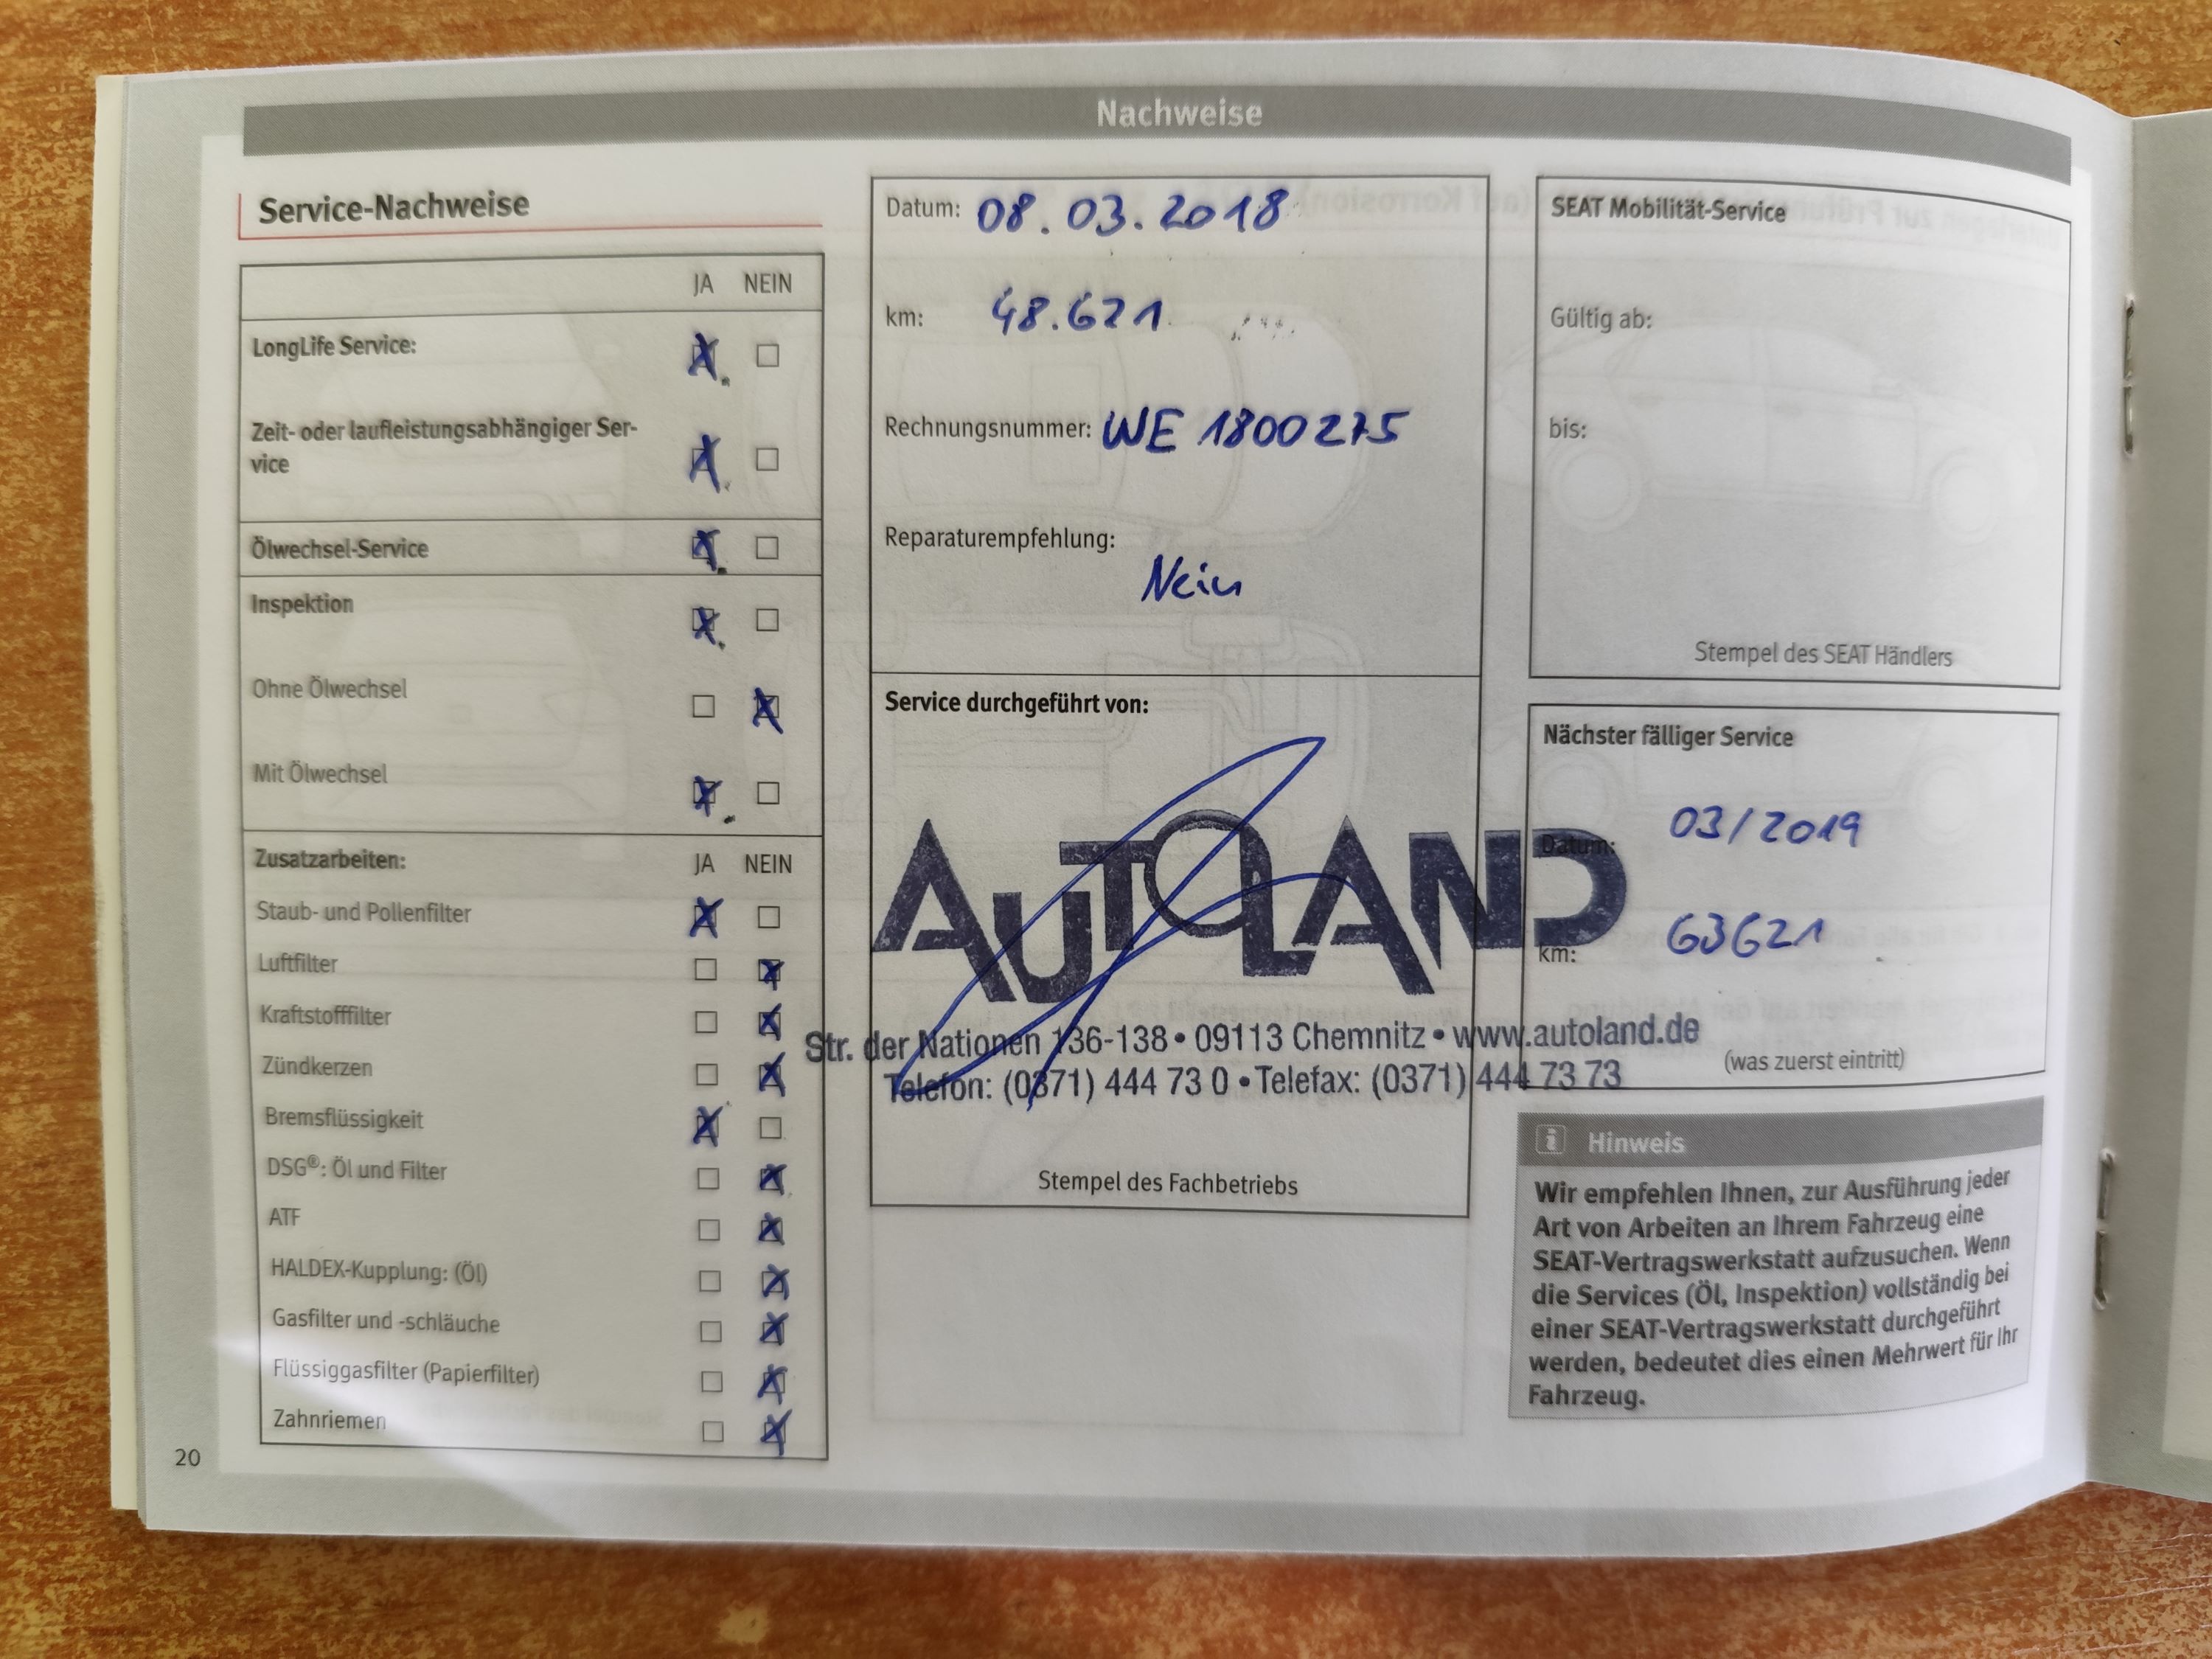 Nachweise
Service-Nachweise
JA NEIN
LongLife Service: X
Zeit- oder laufleistungsabhängiger Ser-
vice X
Ölwechsel-Service X
Inspektion X
Ohne Ölwechsel X
Mit Ölwechsel X
Zusatzarbeiten: JA NEIN
Staub- und Pollenfilter X
Luftfilter X
Kraftstofffilter X
Zündkerzen X
Bremsflüssigkeit X
DSG®: Öl und Filter X
ATF X
HALDEX-Kupplung: (Öl) X
Gasfilter und -schläuche X
Flüssiggasfilter (Papierfilter) X
Zahnriemen X
20
Datum: 08.03.2018
km: 48.621
Rechnungsnummer: WE 1800275
Reparaturempfehlung:
Nein
Service durchgeführt von:
AUTOLAND
Str. der Nationen 136-138 • 09113 Chemnitz • www.autoland.de
Telefon: (0371) 444 73 0 • Telefax: (0371) 444 73 73
Stempel des Fachbetriebs
SEAT Mobilität-Service
Gültig ab:
bis:
Stempel des SEAT Händlers
Nächster fälliger Service
Datum: 03/2019
km: 63621
(was zuerst eintritt)
i Hinweis
Wir empfehlen Ihnen, zur Ausführung jeder
Art von Arbeiten an Ihrem Fahrzeug eine
SEAT-Vertragswerkstatt aufzusuchen. Wenn
die Services (Öl, Inspektion) vollständig bei
einer SEAT-Vertragswerkstatt durchgeführt
werden, bedeutet dies einen Mehrwert für Ihr
Fahrzeug.